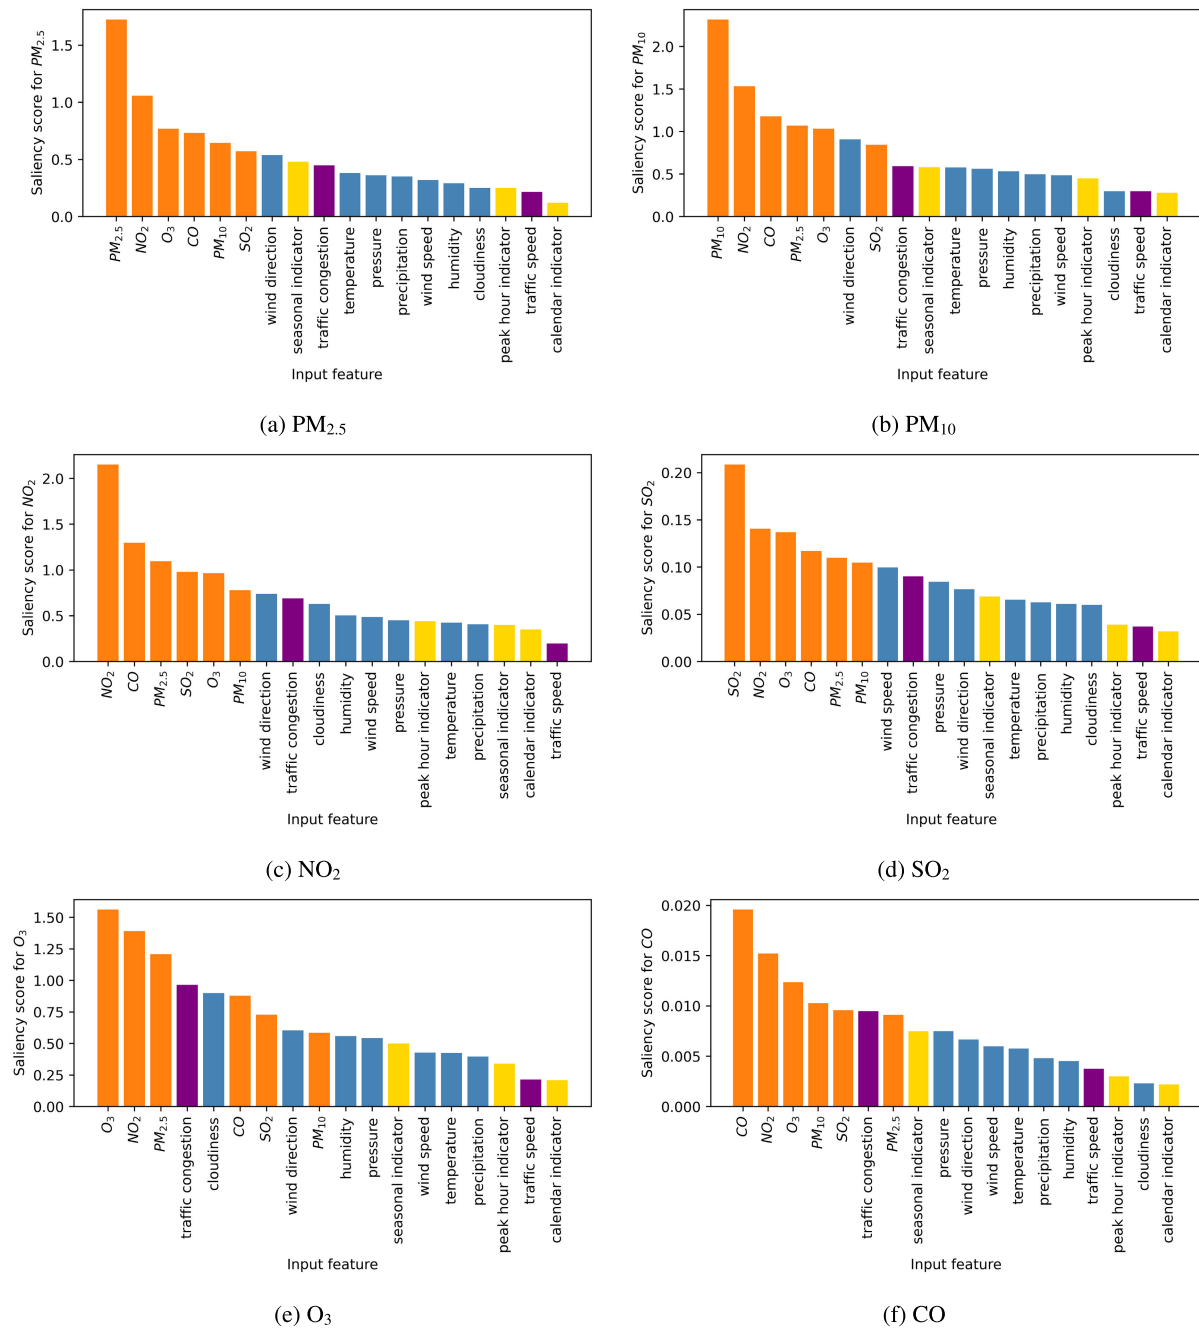 Saliency score for PM2.5
1.5
1.0
0.5
0.0
PM2.5
NO2
O3
CO
PM10
SO2
wind direction
seasonal indicator
traffic congestion
temperature
pressure
precipitation
wind speed
humidity
cloudiness
peak hour indicator
traffic speed
calendar indicator
Input feature
(a) PM2.5
Saliency score for PM10
2.0
1.5
1.0
0.5
0.0
PM10
NO2
CO
PM2.5
O3
wind direction
SO2
traffic congestion
seasonal indicator
temperature
pressure
humidity
precipitation
wind speed
peak hour indicator
cloudiness
traffic speed
calendar indicator
Input feature
(b) PM10
Saliency score for NO2
2.0
1.5
1.0
0.5
0.0
NO2
CO
PM2.5
SO2
O3
PM10
wind direction
traffic congestion
cloudiness
humidity
wind speed
pressure
peak hour indicator
temperature
precipitation
seasonal indicator
calendar indicator
traffic speed
Input feature
(c) NO2
Saliency score for SO2
0.20
0.15
0.10
0.05
0.00
SO2
NO2
O3
CO
PM2.5
PM10
wind speed
traffic congestion
pressure
wind direction
seasonal indicator
temperature
precipitation
humidity
cloudiness
peak hour indicator
traffic speed
calendar indicator
Input feature
(d) SO2
Saliency score for O3
1.50
1.25
1.00
0.75
0.50
0.25
0.00
O3
NO2
PM2.5
traffic congestion
cloudiness
CO
SO2
wind direction
PM10
humidity
pressure
seasonal indicator
wind speed
temperature
precipitation
peak hour indicator
traffic speed
calendar indicator
Input feature
(e) O3
Saliency score for CO
0.020
0.015
0.010
0.005
0.000
CO
NO2
O3
PM10
SO2
traffic congestion
PM2.5
seasonal indicator
pressure
wind direction
wind speed
temperature
precipitation
humidity
traffic speed
peak hour indicator
cloudiness
calendar indicator
Input feature
(f) CO